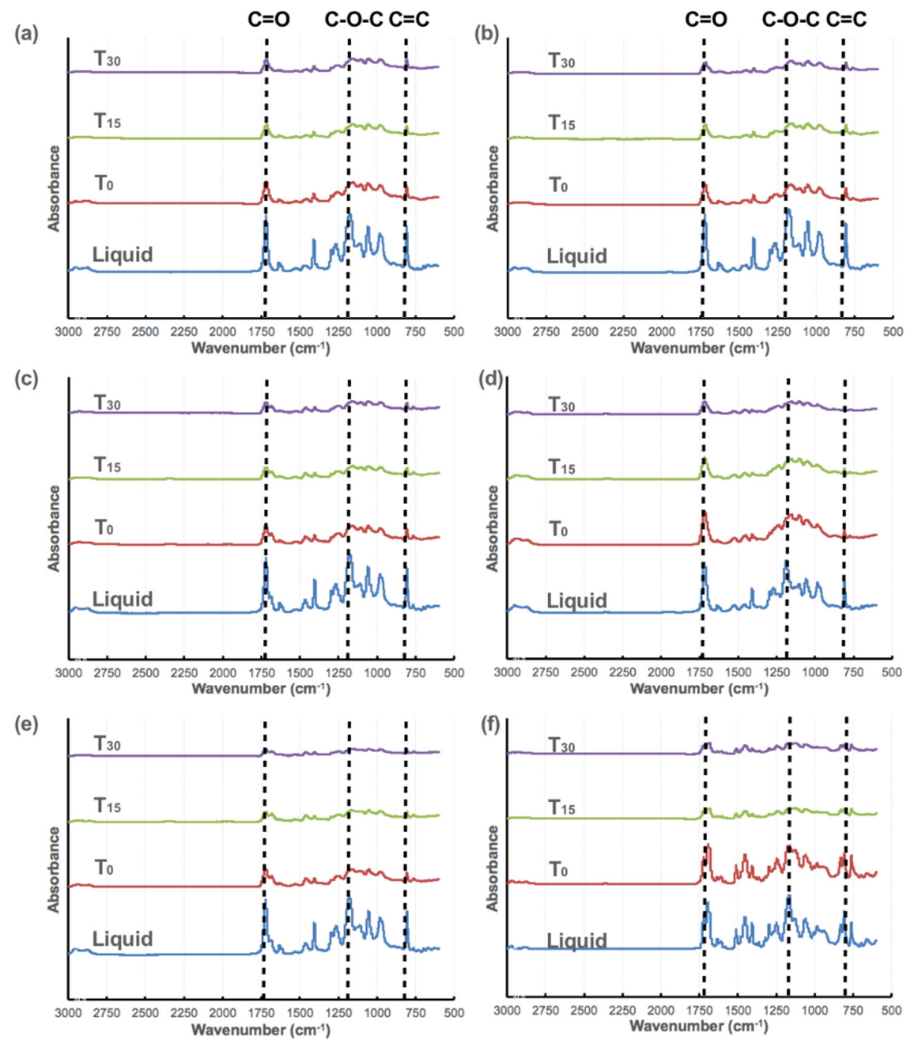 (a) C=O C-O-C C=C
T30
T15
T0
Liquid
Absorbance
3000 2750 2500 2250 2000 1750 1500 1250 1000 750 500
Wavenumber (cm-1)
(b) C=O C-O-C C=C
T30
T15
T0
Liquid
Absorbance
3000 2750 2500 2250 2000 1750 1500 1250 1000 750 500
Wavenumber (cm-1)
(c)
T30
T15
T0
Liquid
Absorbance
3000 2750 2500 2250 2000 1750 1500 1250 1000 750 500
Wavenumber (cm-1)
(d)
T30
T15
T0
Liquid
Absorbance
3000 2750 2500 2250 2000 1750 1500 1250 1000 750 500
Wavenumber (cm-1)
(e)
T30
T15
T0
Liquid
Absorbance
3000 2750 2500 2250 2000 1750 1500 1250 1000 750 500
Wavenumber (cm-1)
(f)
T30
T15
T0
Liquid
Absorbance
3000 2750 2500 2250 2000 1750 1500 1250 1000 750 500
Wavenumber (cm-1)